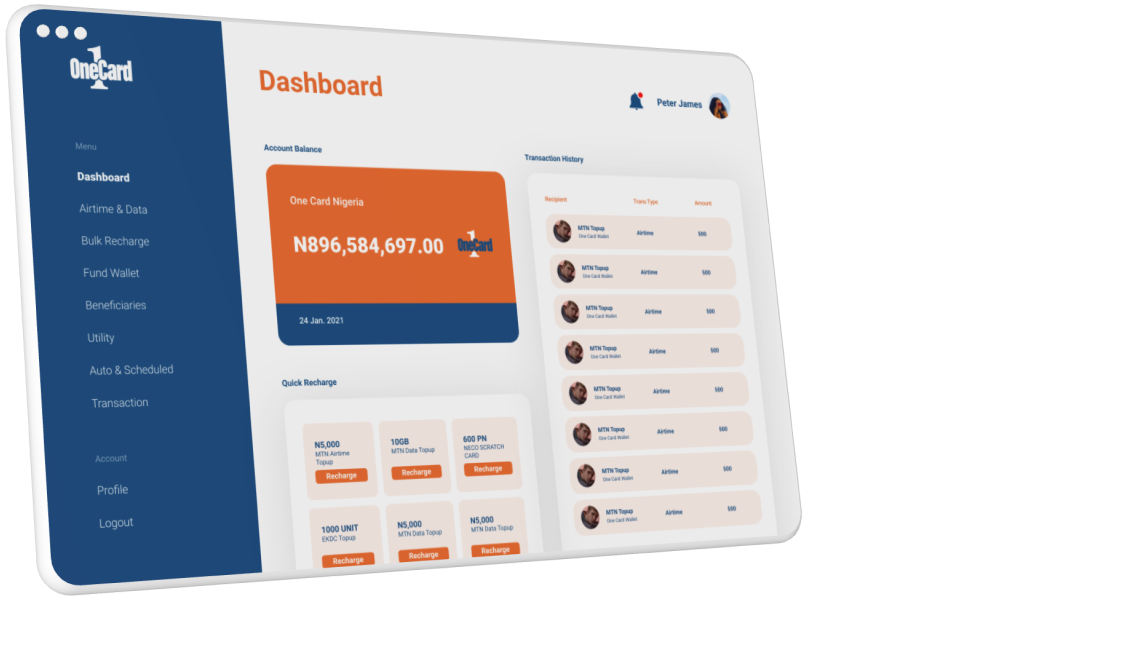 OneCard
1
Menu
Dashboard
Airtime & Data
Bulk Recharge
Fund Wallet
Beneficiaries
Utility
Auto & Scheduled
Transaction
Account
Profile
Logout
Dashboard
Peter James
Account Balance
One Card Nigeria
N896,584,697.00
OneCard
1
24 Jan. 2021
Quick Recharge
N5,000
MTN Airtime
Topup
Recharge
10GB
MTN Data Topup
Recharge
600 PN
NECO SCRATCH
CARD
Recharge
1000 UNIT
EKDC Topup
Recharge
N5,000
MTN Data Topup
Recharge
N5,000
MTN Data Topup
Recharge
Transaction History
Recipient Trans Type Amount
MTN Topup
One Card Wallet
Airtime
500
MTN Topup
One Card Wallet
Airtime
500
MTN Topup
One Card Wallet
Airtime
500
MTN Topup
One Card Wallet
Airtime
500
MTN Topup
One Card Wallet
Airtime
500
MTN Topup
One Card Wallet
Airtime
500
MTN Topup
One Card Wallet
Airtime
500
MTN Topup
One Card Wallet
Airtime
500